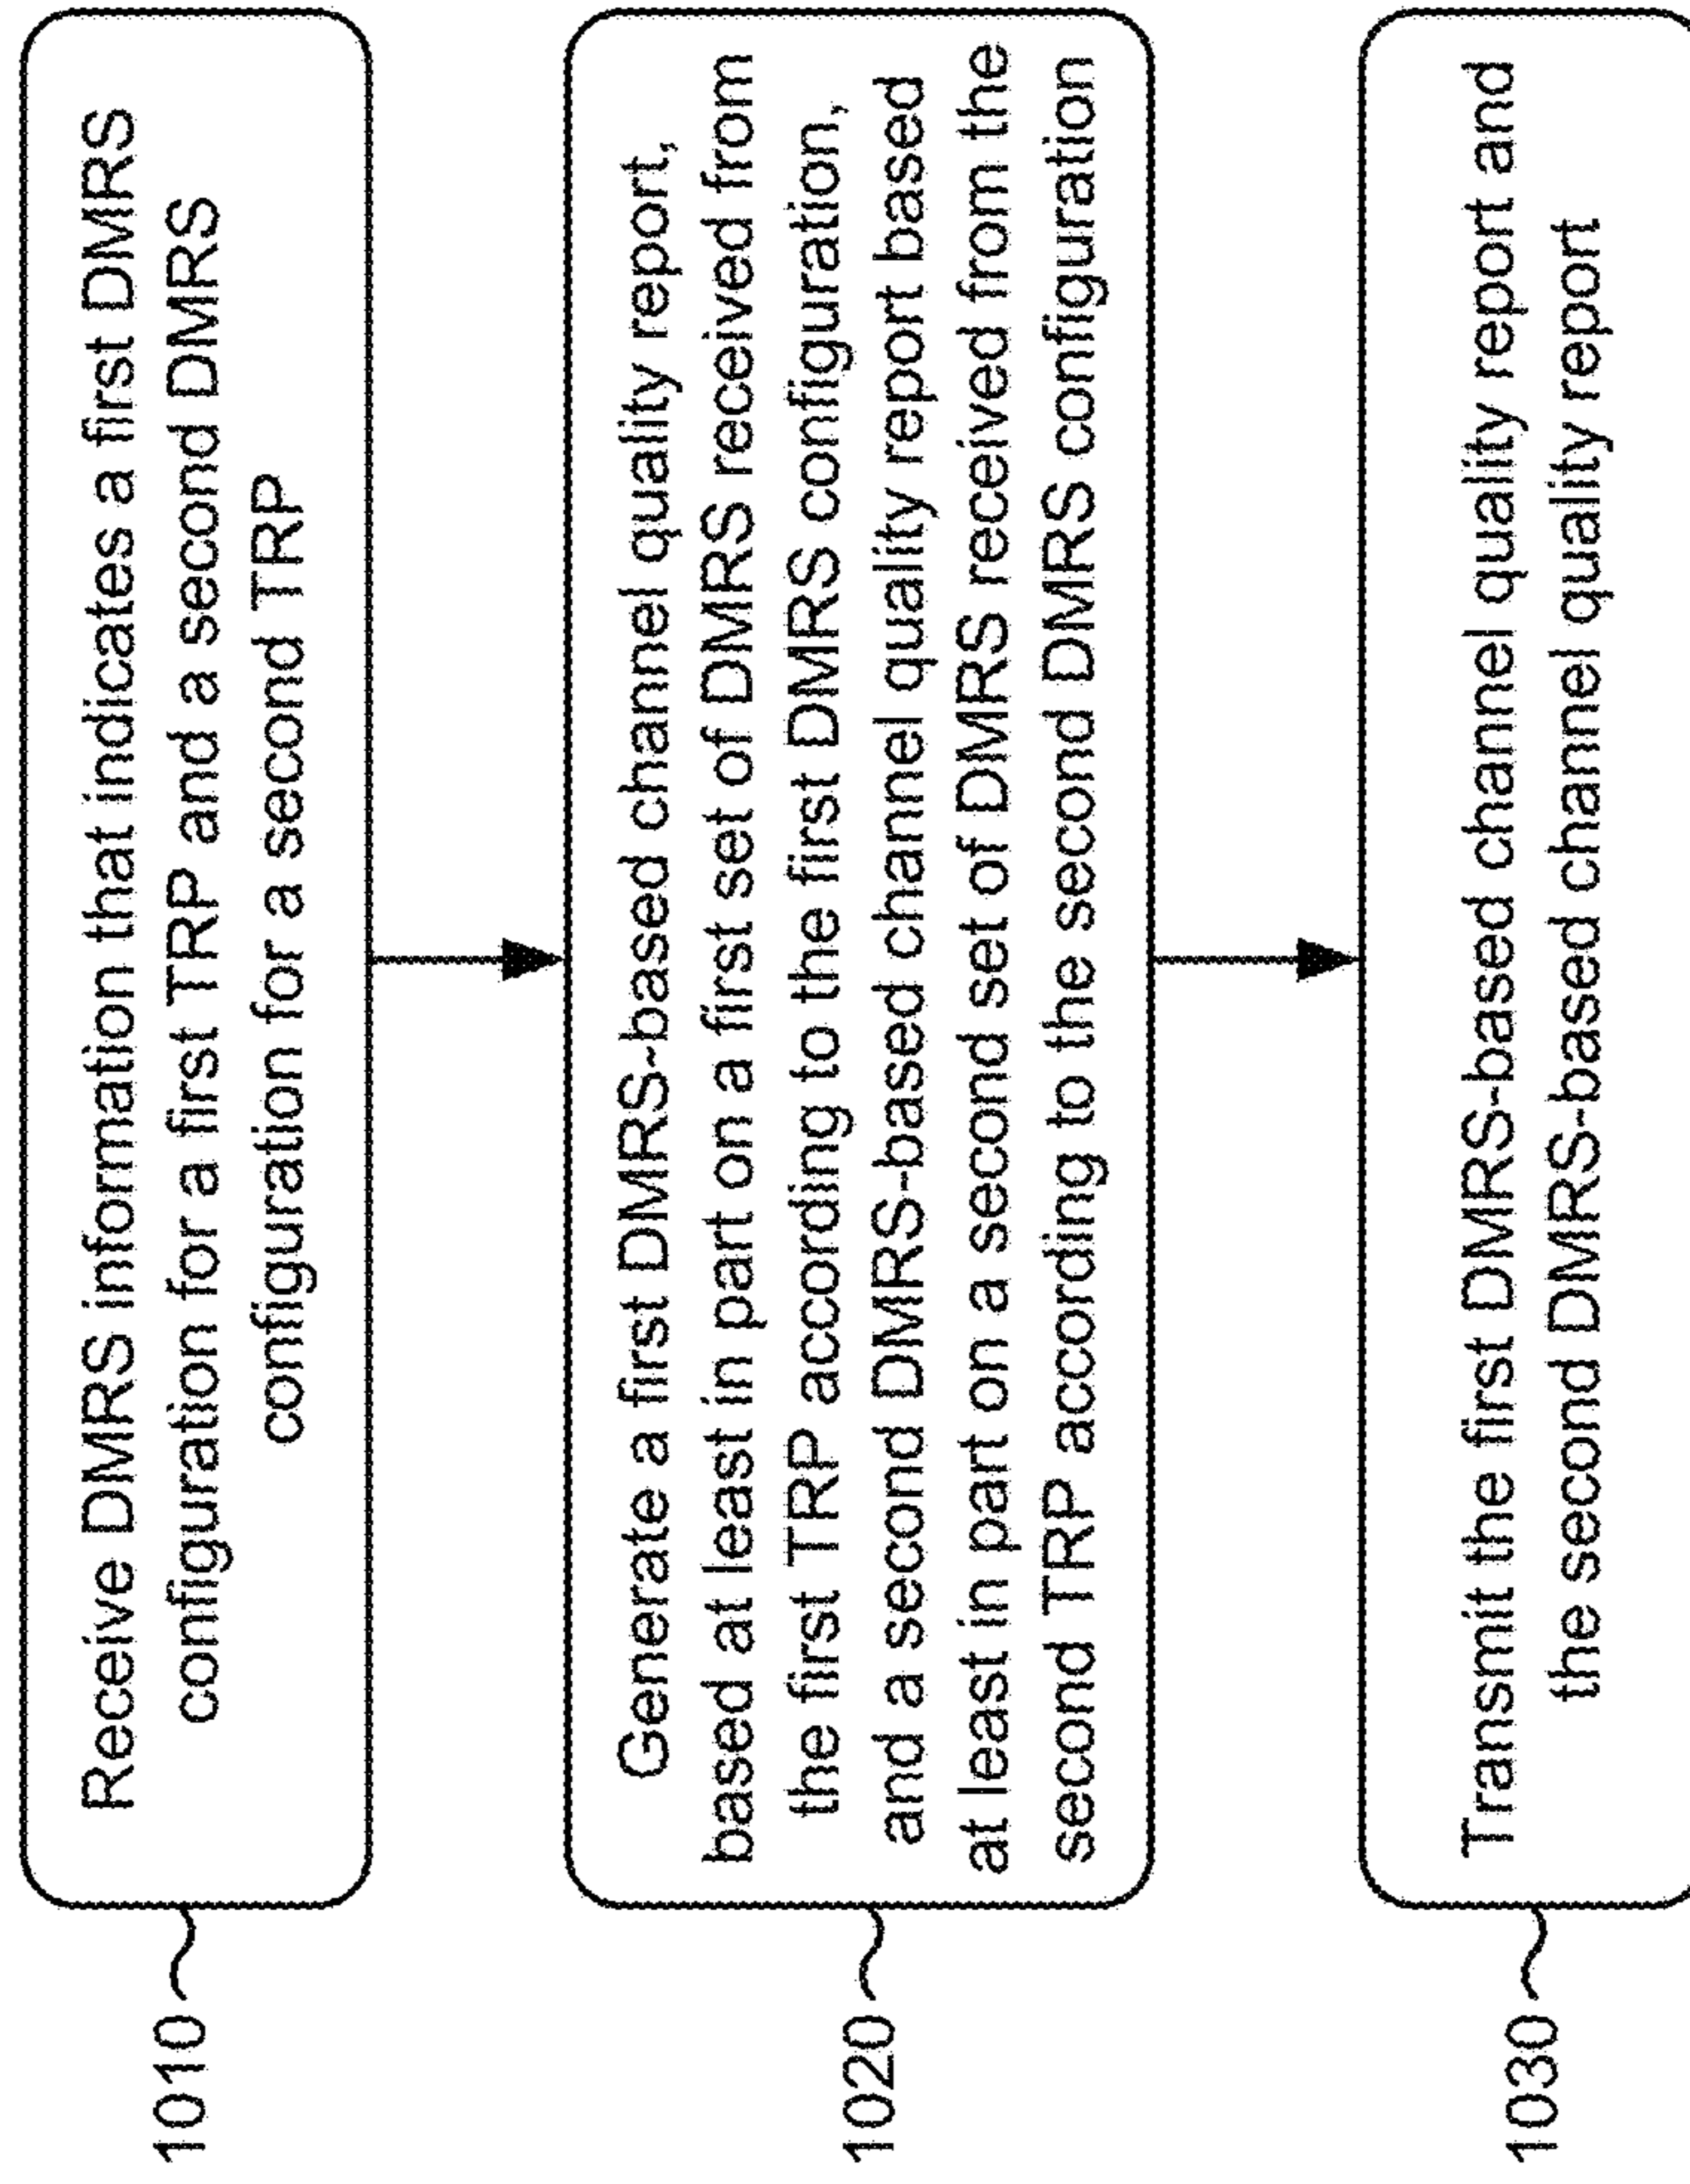 1010
Receive DMRS information that indicates a first DMRS
configuration for a first TRP and a second DMRS
configuration for a second TRP
1020
Generate a first DMRS-based channel quality report,
based at least in part on a first set of DMRS received from
the first TRP according to the first DMRS configuration,
and a second DMRS-based channel quality report based
at least in part on a second set of DMRS received from the
second TRP according to the second DMRS configuration
1030
Transmit the first DMRS-based channel quality report and
the second DMRS-based channel quality report